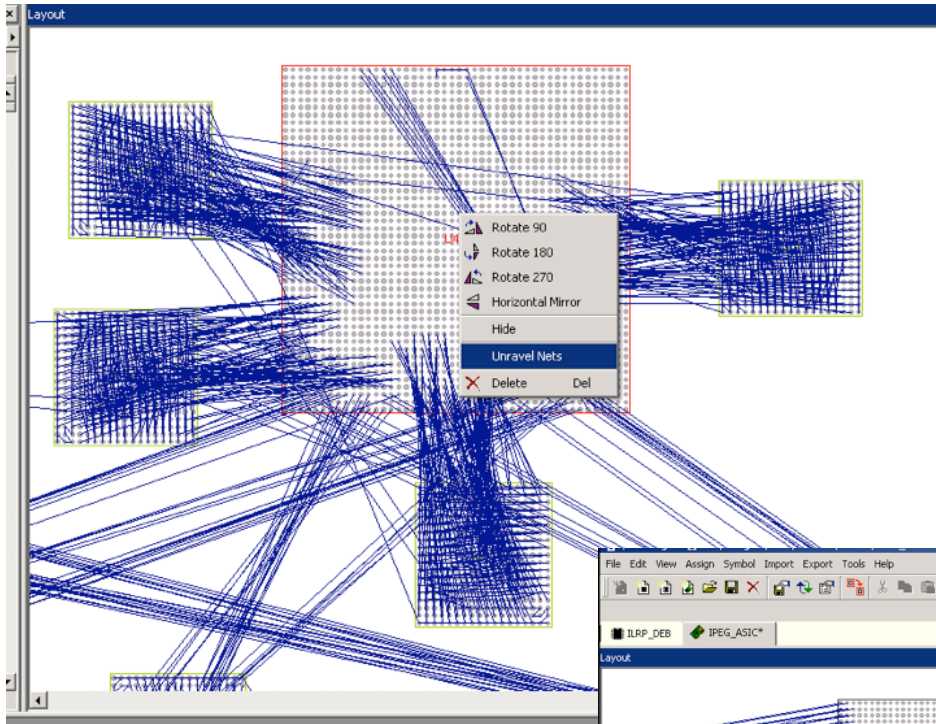 Layout
Rotate 90
Rotate 180
Rotate 270
Horizontal Mirror
Hide
Unravel Nets
Delete Del
File Edit View Assign Symbol Import Export Tools Help
ILRP_DEB IPEG_ASIC*
Layout